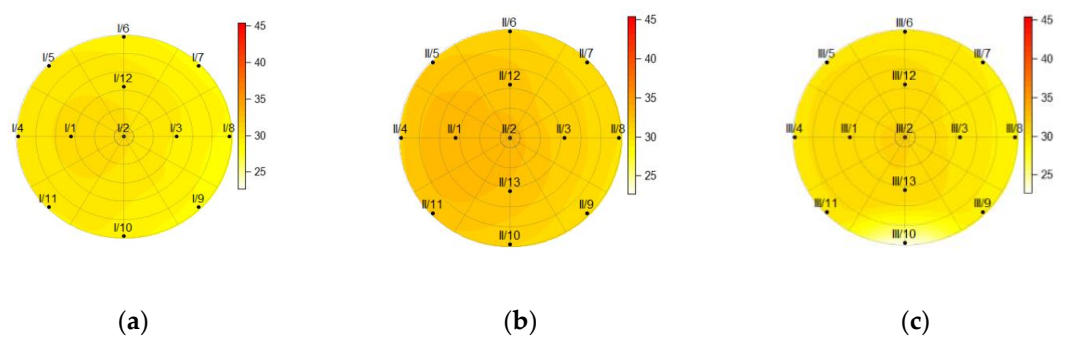 I/6
I/5
I/7
I/12
I/4
I/1
I/2
I/3
I/8
I/11
I/9
I/10
45
40
35
30
25
II/6
II/5
II/7
II/12
II/4
II/1
II/2
II/3
II/8
II/13
II/11
II/9
II/10
45
40
35
30
25
III/6
III/5
III/7
III/12
III/4
III/1
III/2
III/3
III/8
III/13
III/11
III/9
III/10
45
40
35
30
25
(a)
(b)
(c)